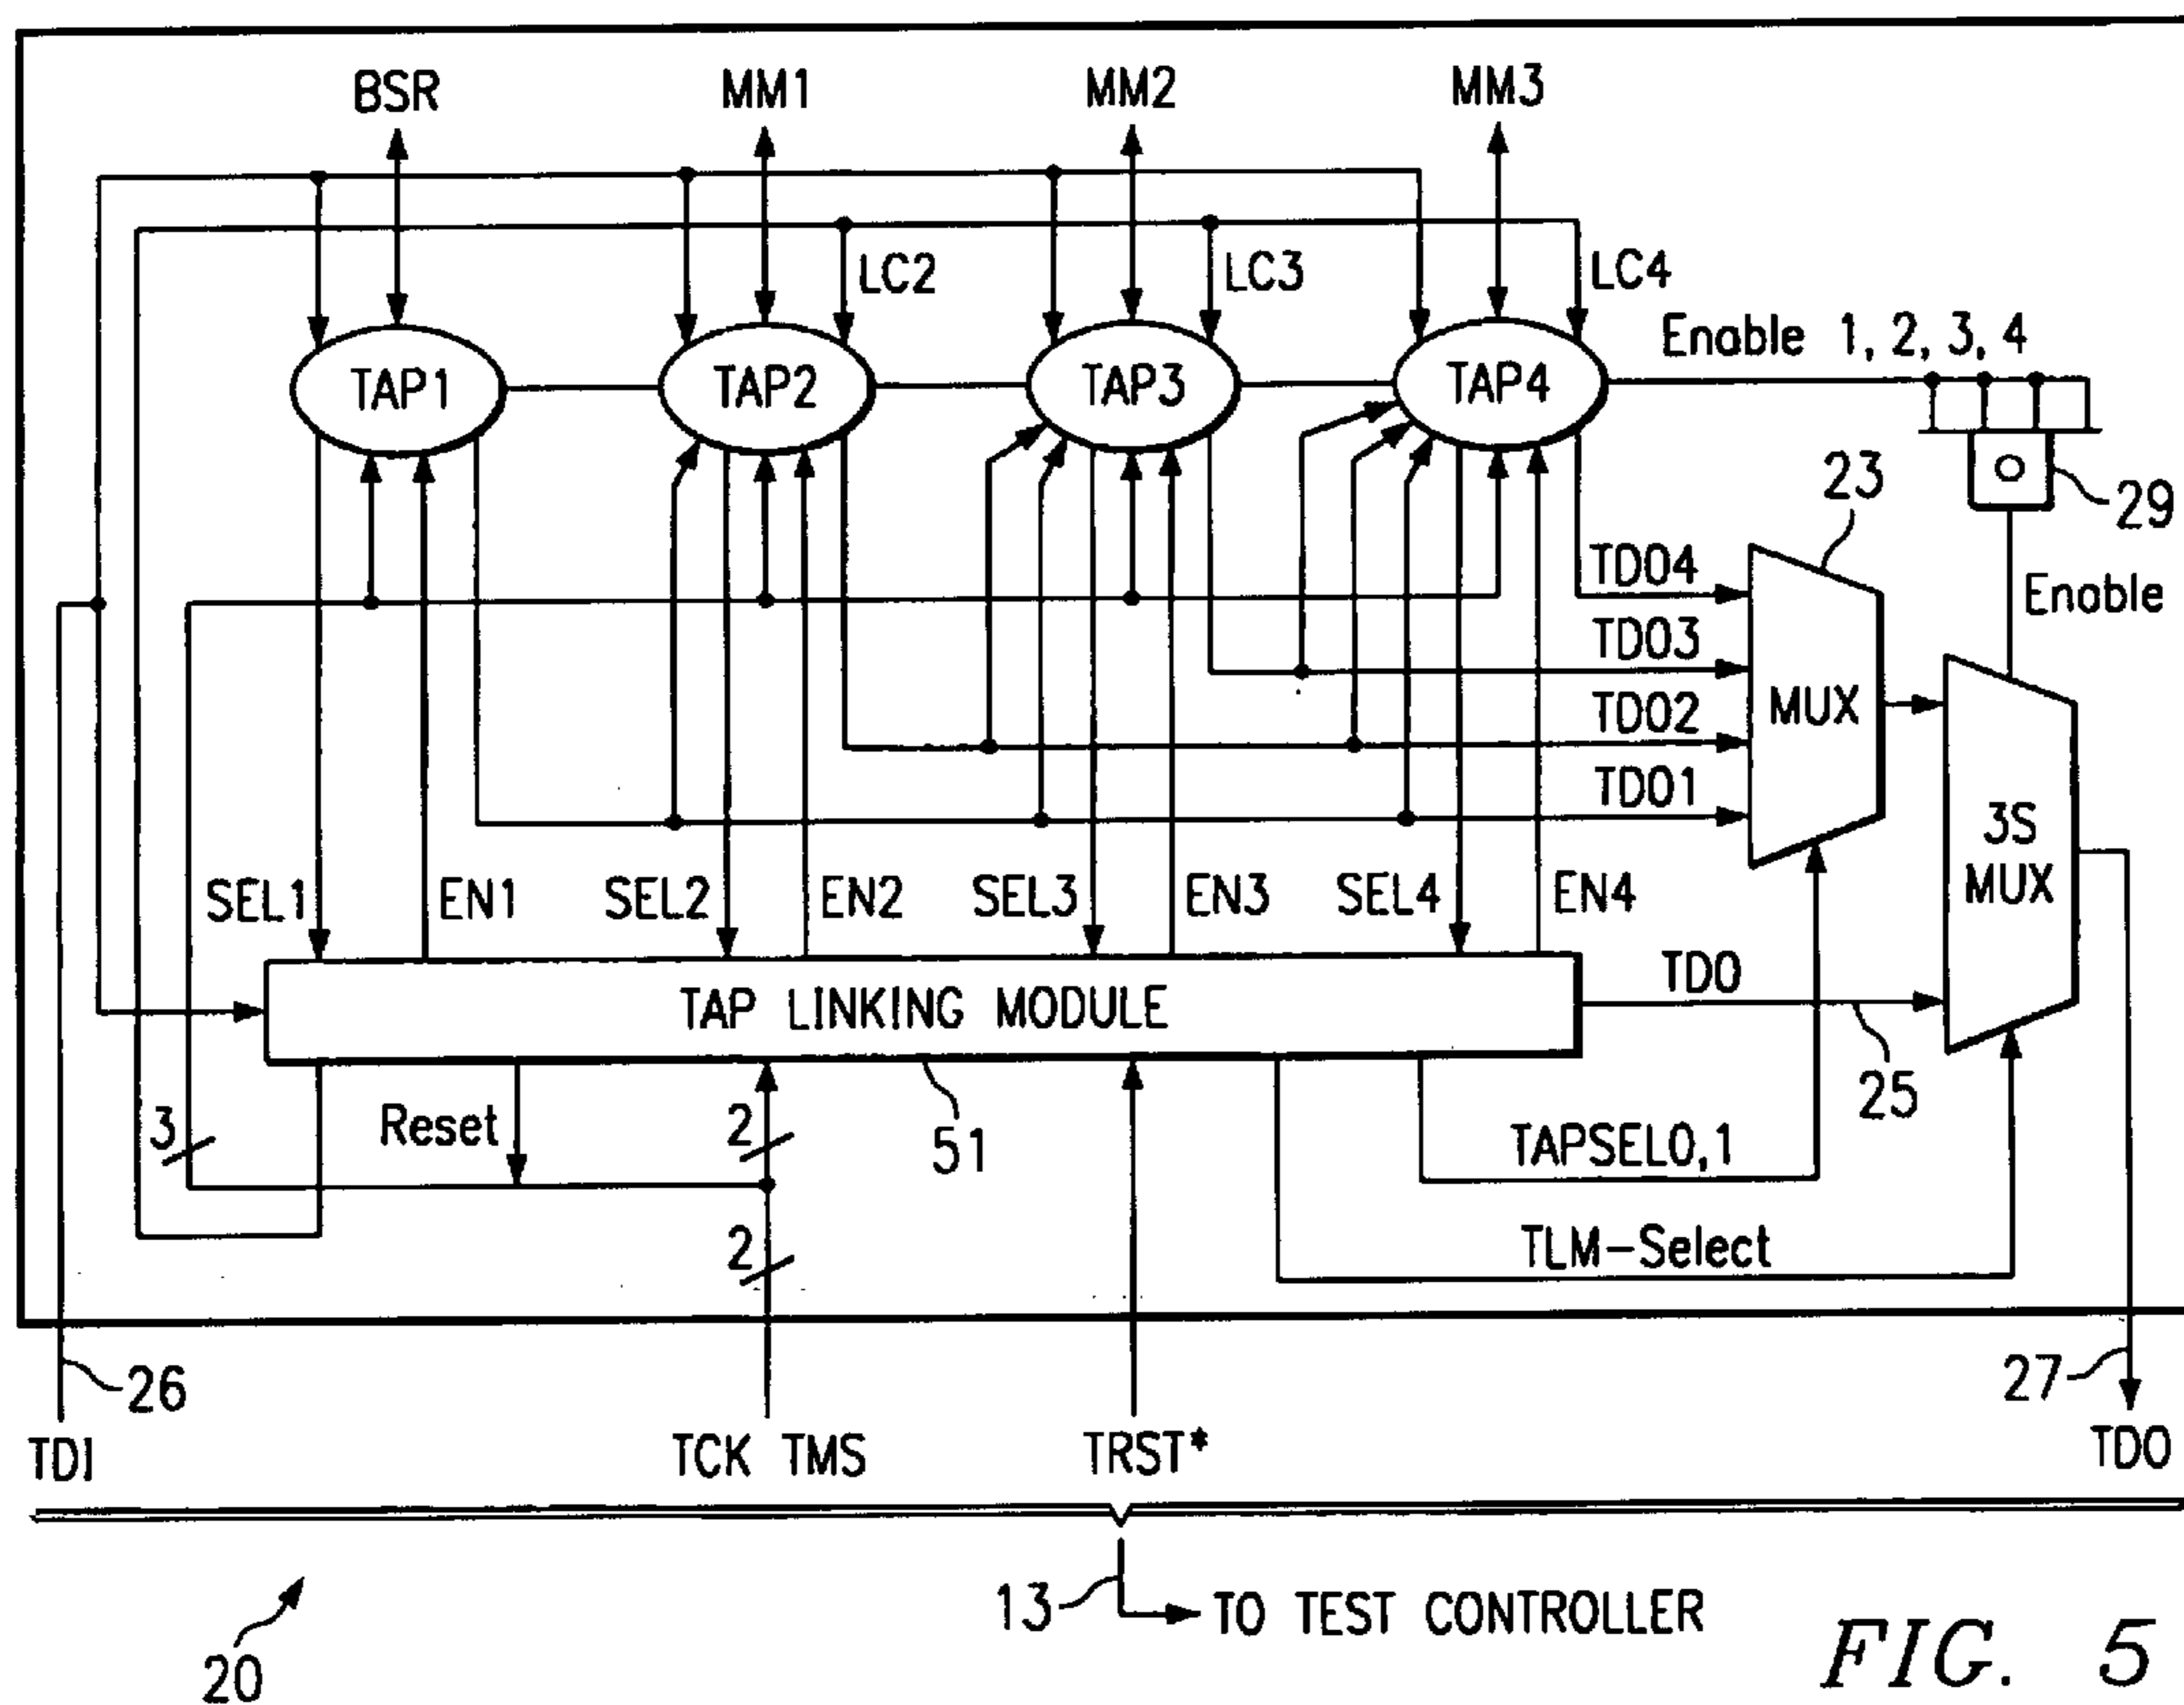 BSR MM1 MM2 MM3
LC2 LC3 LC4
Enable 1, 2, 3, 4
TAP1 TAP2 TAP3 TAP4
23
29
TDO4
Enable
TDO3
TDO2
MUX
TDO1
3S
MUX
SEL1 EN1 SEL2 EN2 SEL3 EN3 SEL4 EN4
TDO
TAP LINKING MODULE
25
3
Reset
2
51
TAPSEL0,1
2
TLM-Select
26
27
TDI
TCK TMS
TRST*
TDO
13
TO TEST CONTROLLER
20
FIG. 5